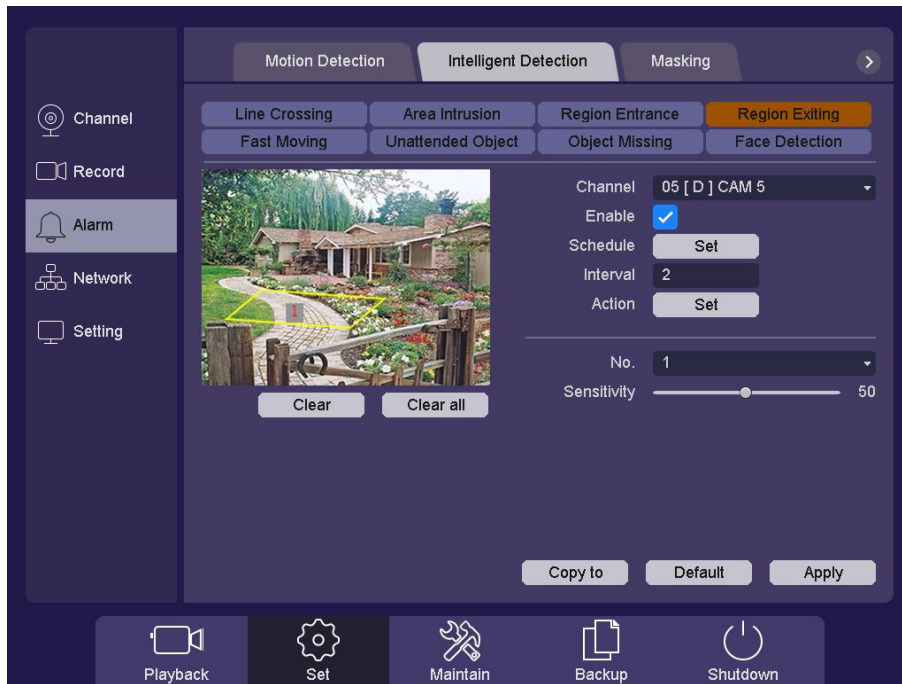 Motion Detection Intelligent Detection Masking >
Channel
Record
Alarm
Network
Setting
Line Crossing Area Intrusion Region Entrance Region Exiting
Fast Moving Unattended Object Object Missing Face Detection
1
Clear Clear all
Channel 05 [ D ] CAM 5
Enable
Schedule Set
Interval 2
Action Set
No. 1
Sensitivity 50
Copy to Default Apply
Playback Set Maintain Backup Shutdown